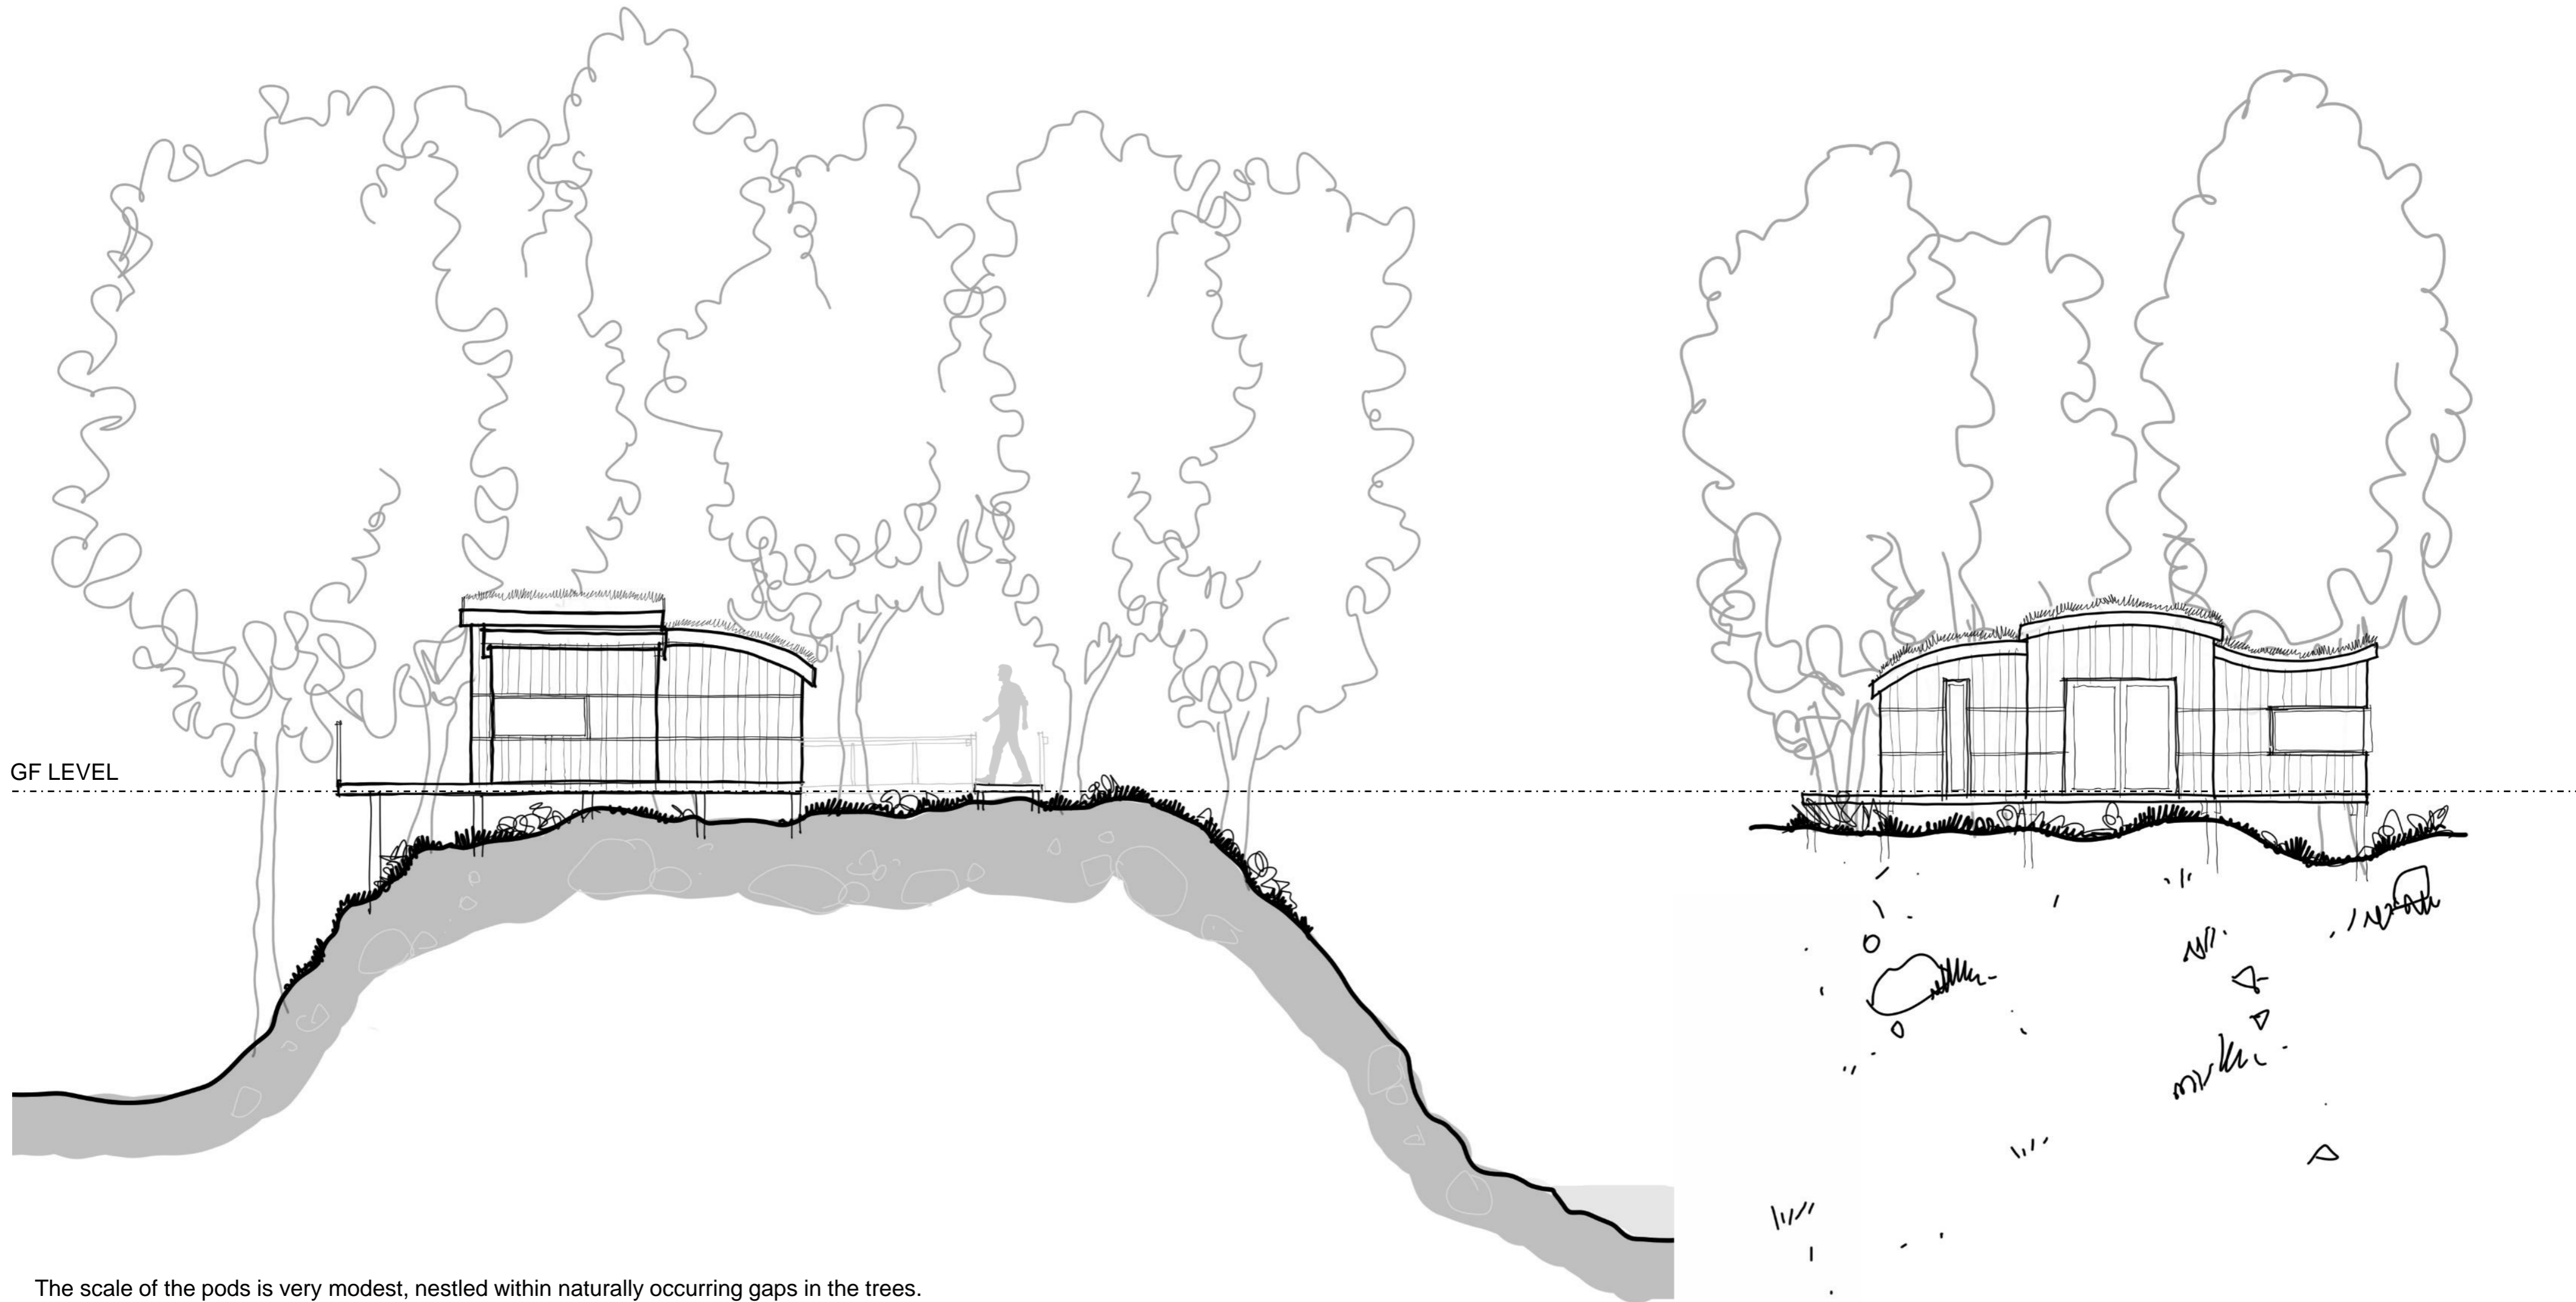 GF LEVEL
The scale of the pods is very modest, nestled within naturally occurring gaps in the trees.